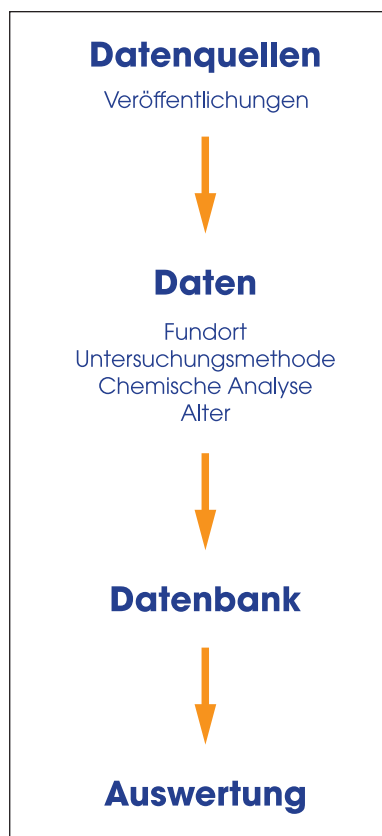 Datenquellen
Veröffentlichungen
Daten
Fundort
Untersuchungsmethode
Chemische Analyse
Alter
Datenbank
Auswertung